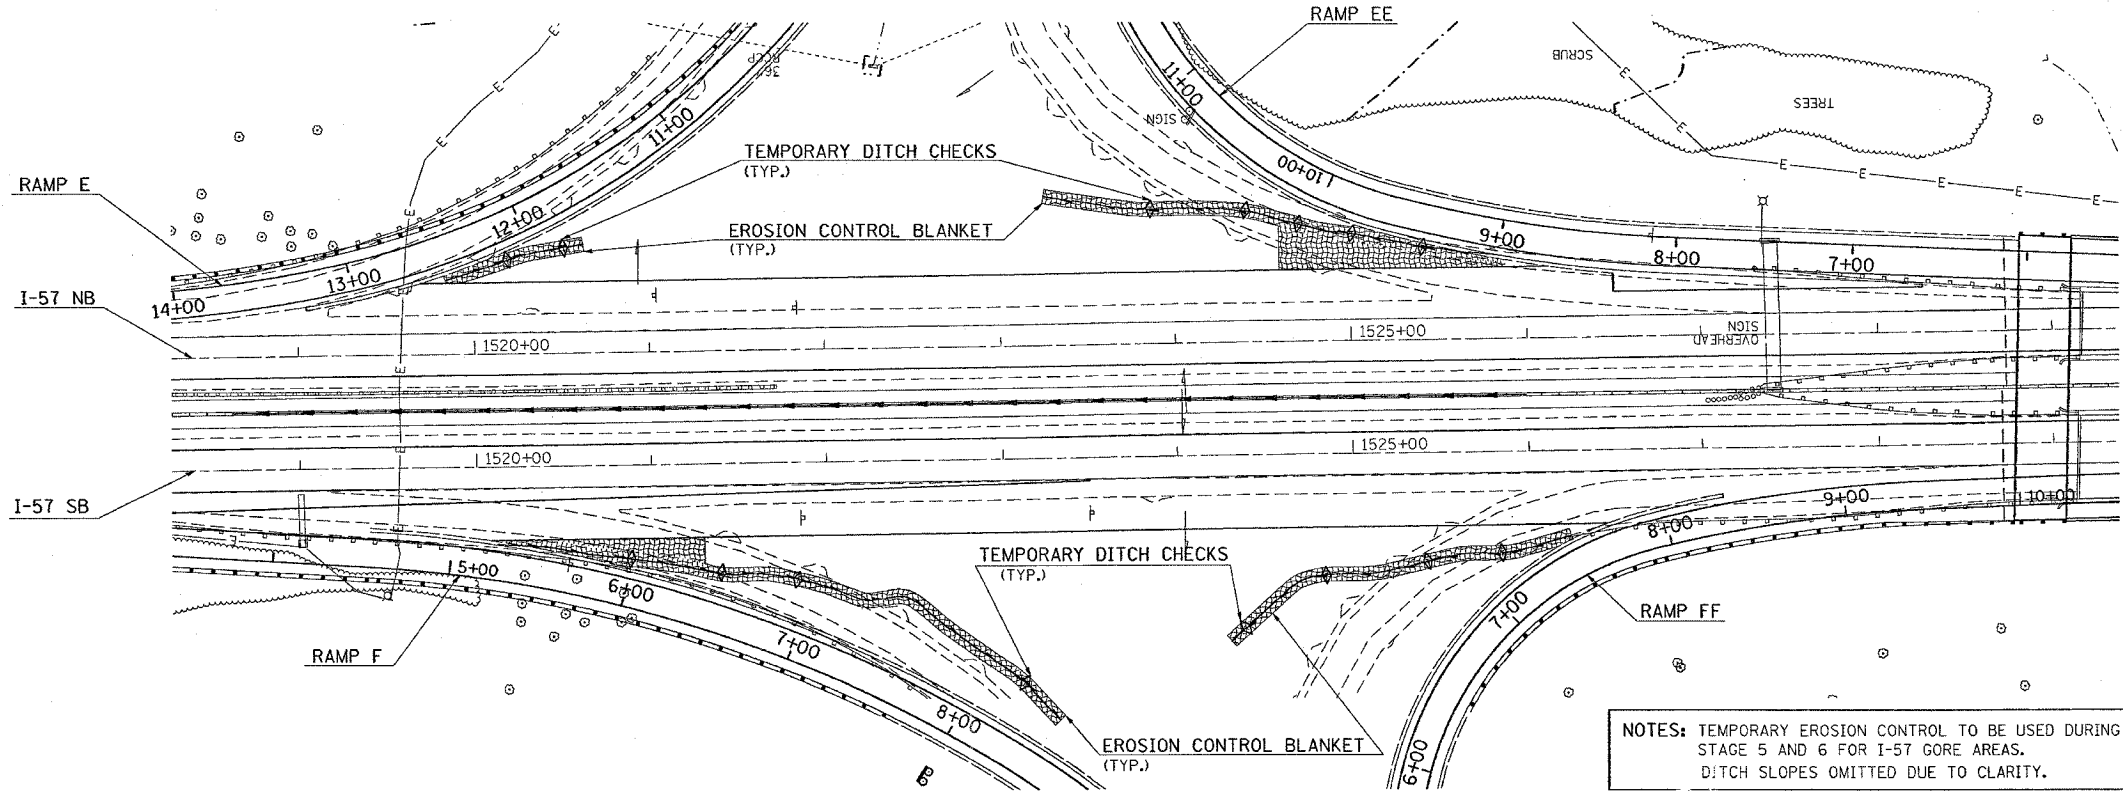 RAMP EE
SCRUB
TREES
36" RCCP
SIGN
11+00
11+00
TEMPORARY DITCH CHECKS
(TYP.)
10+00
RAMP E
12+00
EROSION CONTROL BLANKET
(TYP.)
9+00
8+00
7+00
13+00
14+00
I-57 NB
1520+00
1525+00
OVERHEAD
SIGN
E
E
E
E
E
E
E
E
E
E
E
E
E
E
1520+00
1525+00
I-57 SB
9+00
10+00
8+00
TEMPORARY DITCH CHECKS
(TYP.)
15+00
6+00
7+00
RAMP FF
7+00
RAMP F
8+00
EROSION CONTROL BLANKET
(TYP.)
6+00
NOTES: TEMPORARY EROSION CONTROL TO BE USED DURING
STAGE 5 AND 6 FOR I-57 GORE AREAS.
DITCH SLOPES OMITTED DUE TO CLARITY.